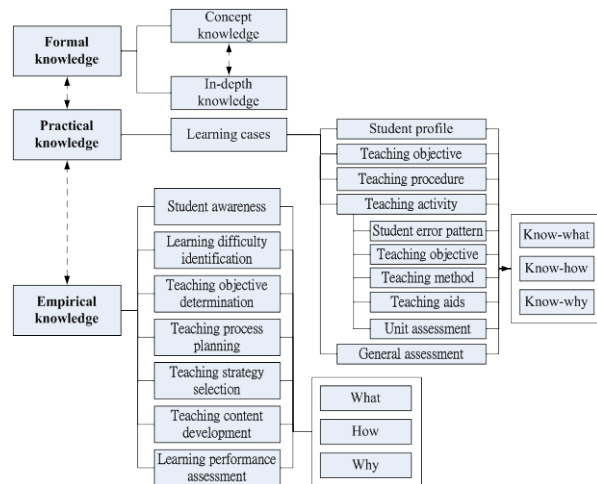 Formal
knowledge
Concept
knowledge
In-depth
knowledge
Practical
knowledge
Learning cases
Student profile
Teaching objective
Teaching procedure
Teaching activity
Student error pattern
Teaching objective
Teaching method
Teaching aids
Unit assessment
General assessment
Know-what
Know-how
Know-why
Empirical
knowledge
Student awareness
Learning difficulty
identification
Teaching objective
determination
Teaching process
planning
Teaching strategy
selection
Teaching content
development
Learning performance
assessment
What
How
Why